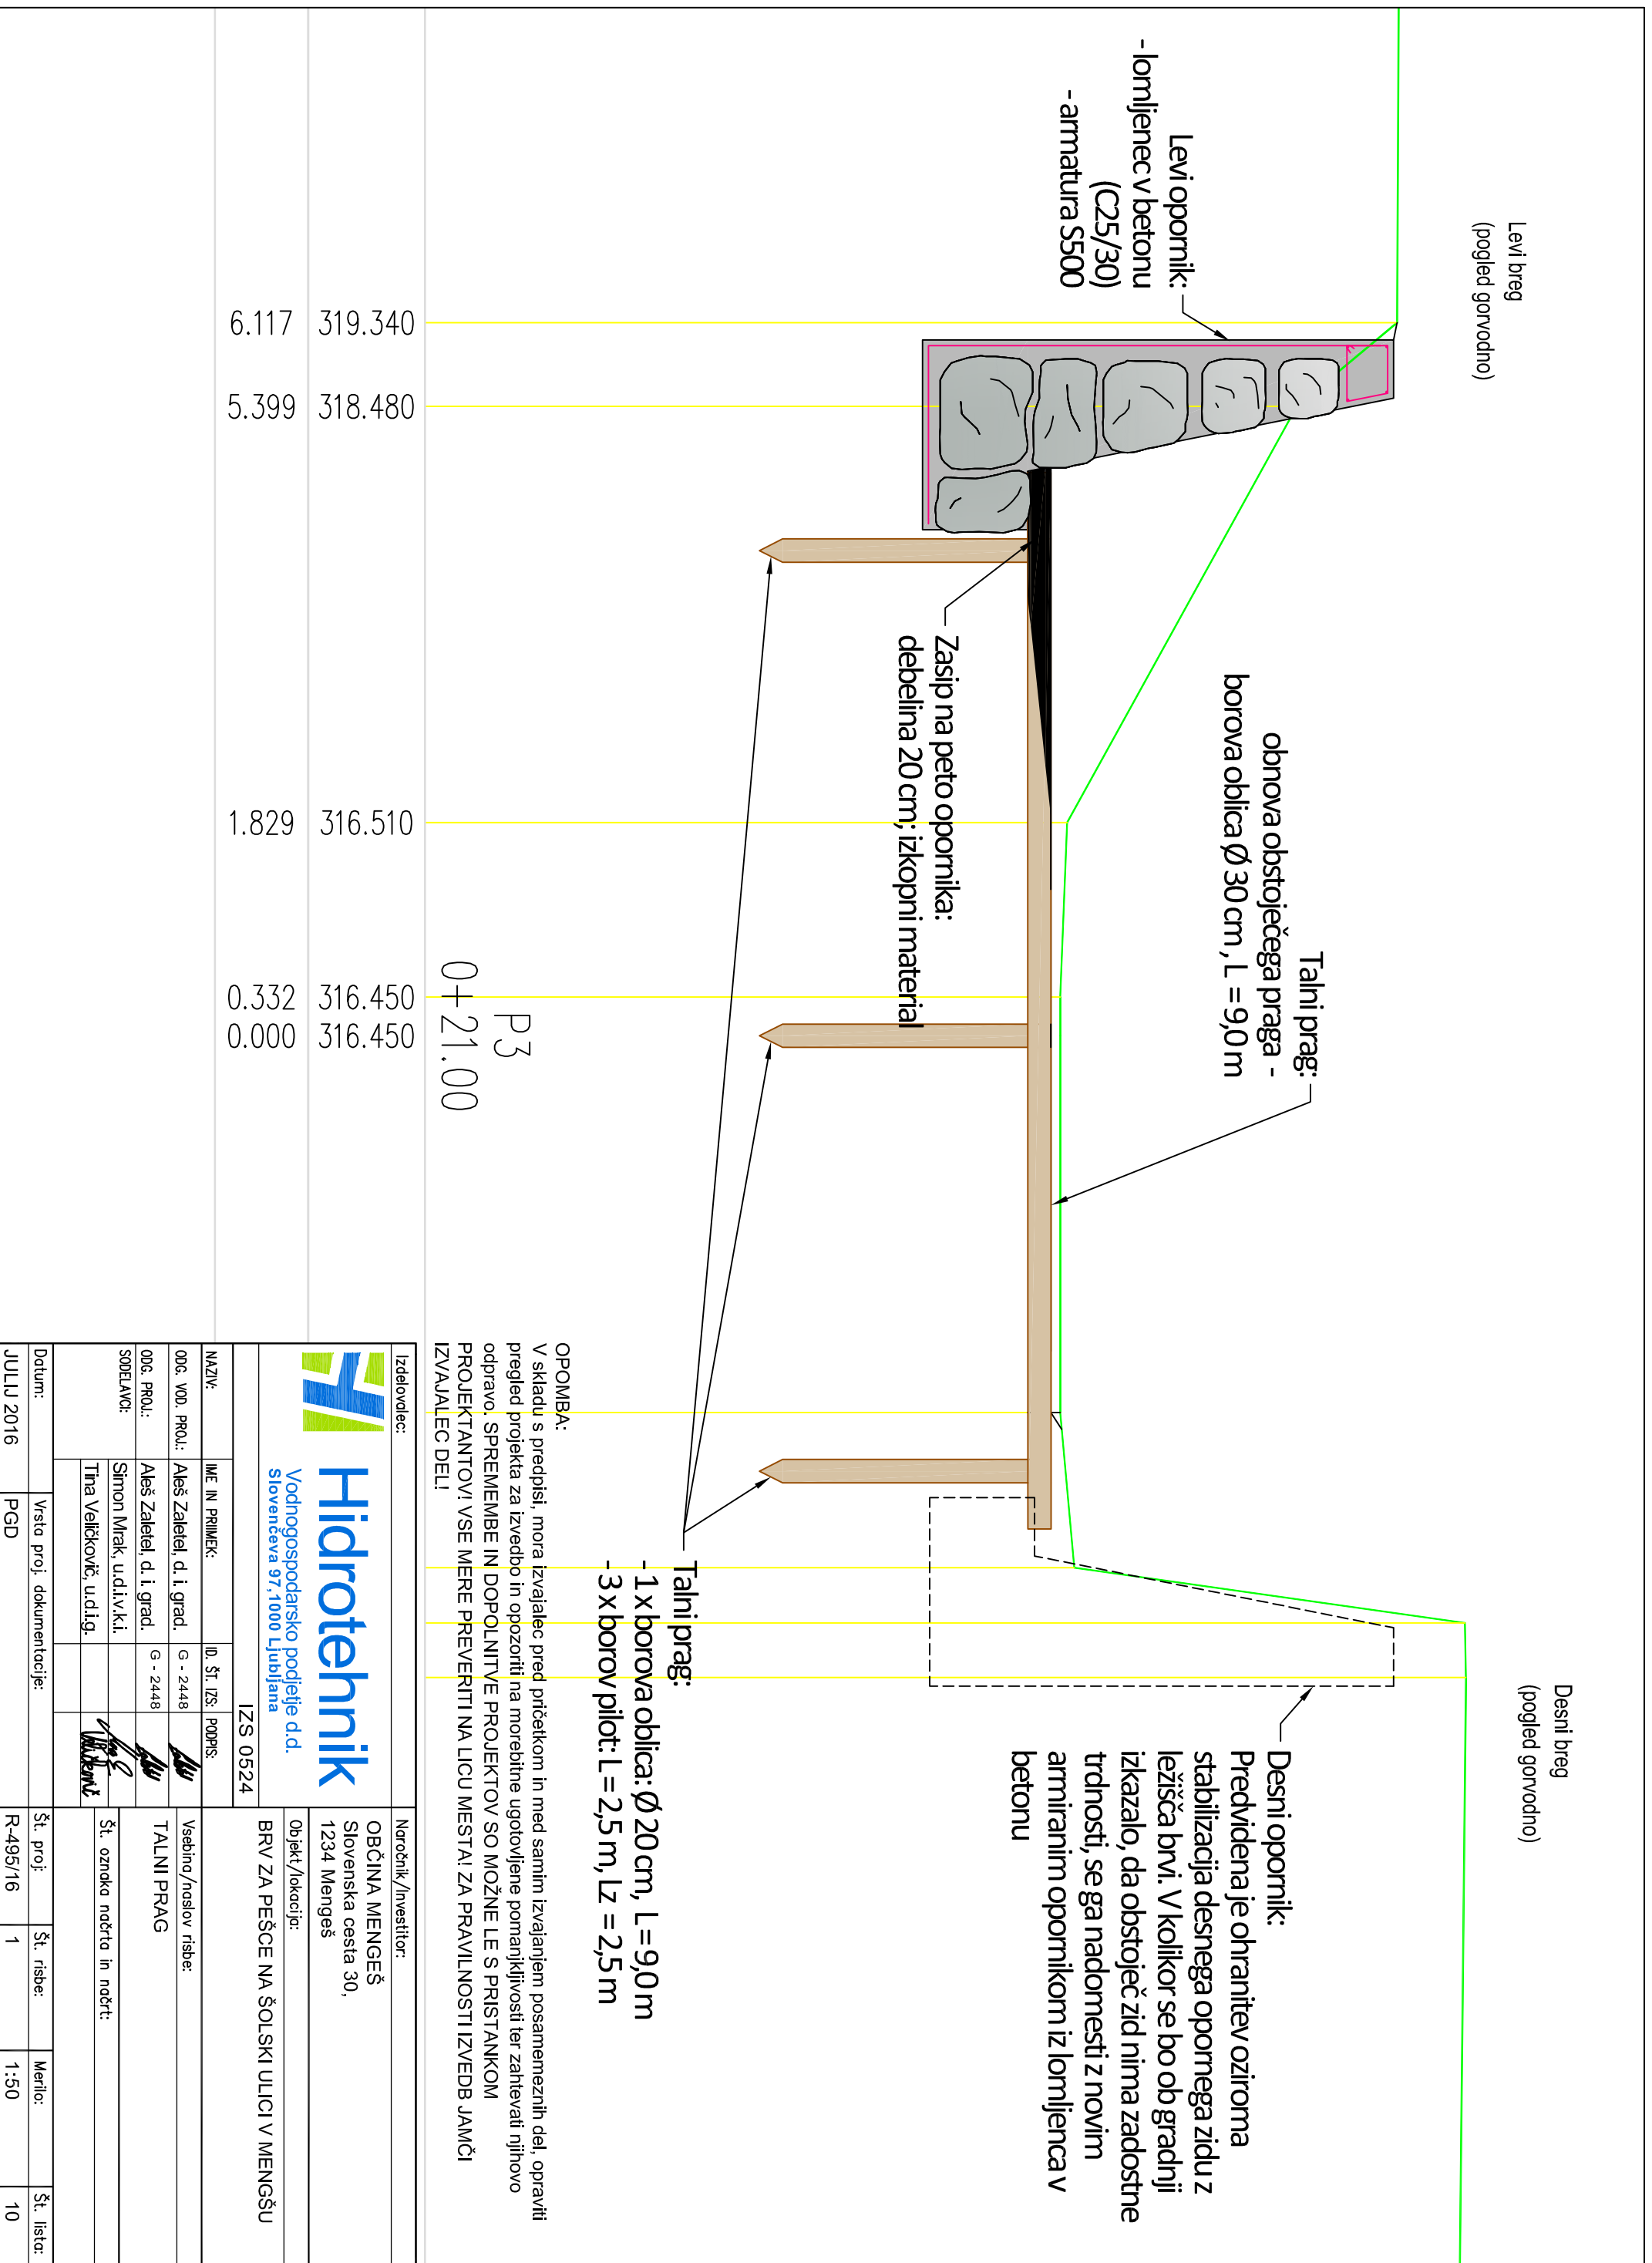 Levi breg
(pogled gorvodno)
Desni breg
(pogled gorvodno)
Levi opornik:
- lomljenec v betonu
(C25/30)
- armatura S500
Talni prag:
obnova obstoječega praga -
borova oblica Ø 30 cm , L = 9,0 m
Desni opornik:
Predvidena je ohranitev oziroma
stabilizacija desnega opornega zidu z
ležišča brvi. V kolikor se bo ob gradnji
izkazalo, da obstoječ zid nima zadostne
trdnosti, se ga nadomesti z novim
armiranim opornikom iz lomljenca v
betonu
Zasip na peto opornika:
debelina 20 cm; izkopni material
Talni prag:
- 1 x borova oblica: Ø 20 cm, L = 9,0 m
- 3 x borov pilot: L = 2,5 m, Lz = 2,5 m
P3
0+21.00
OPOMBA:
V skladu s predpisi, mora izvajalec pred pričetkom in med samim izvajanjem posamemeznih del, opraviti
pregled projekta za izvedbo in opozoriti na morebitne ugotovljene pomanjkljivosti ter zahtevati njihovo
odpravo. SPREMEMBE IN DOPOLNITVE PROJEKTOV SO MOŽNE LE S PRISTANKOM
PROJEKTANTOV! VSE MERE PREVERITI NA LICU MESTA! ZA PRAVILNOSTI IZVEDB JAMČI
IZVAJALEC DEL!
319.340 318.480 316.510 316.450 316.450
6.117 5.399 1.829 0.332 0.000
Izdelovalec:
Hidrotehnik
Vodnogospodarsko podjetje d.d.
Slovenčeva 97,1000 Ljubljana
IZS 0524
Naročnik/Investitor:
OBČINA MENGEŠ
Slovenska cesta 30,
1234 Mengeš
Objekt/lokacija:
BRV ZA PEŠCE NA ŠOLSKI ULICI V MENGŠU
NAZIV: IME IN PRIIMEK: ID. ŠT. IZS: PODPIS:
ODG. VOD. PROJ.: Aleš Zaletel, d. i. grad. G - 2448
ODG. PROJ.: Aleš Zaletel, d. i. grad. G - 2448
SODELAVCI: Simon Mrak, u.d.i.v.k.i.
Tina Veličkovič, u.d.i.g.
Vsebina/naslov risbe:
TALNI PRAG
Št. oznaka načrta in načrt:
Datum: Vrsta proj. dokumentacije: Št. proj: Št. risbe: Merilo: Št. lista:
JULIJ 2016 PGD R-495/16 1 1:50 10